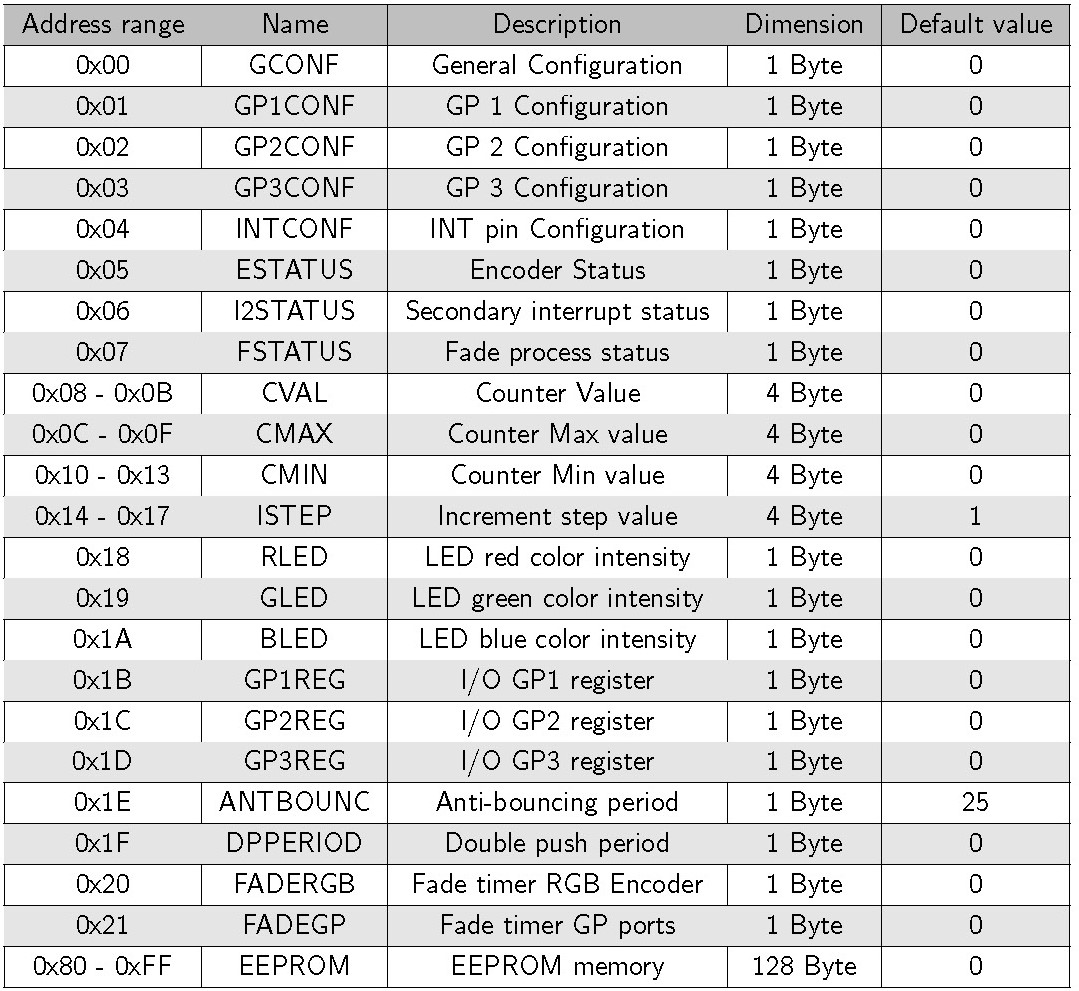 Address range Name Description Dimension Default value
0x00 GCONF General Configuration 1 Byte 0
0x01 GP1CONF GP 1 Configuration 1 Byte 0
0x02 GP2CONF GP 2 Configuration 1 Byte 0
0x03 GP3CONF GP 3 Configuration 1 Byte 0
0x04 INTCONF INT pin Configuration 1 Byte 0
0x05 ESTATUS Encoder Status 1 Byte 0
0x06 I2STATUS Secondary interrupt status 1 Byte 0
0x07 FSTATUS Fade process status 1 Byte 0
0x08 - 0x0B CVAL Counter Value 4 Byte 0
0x0C - 0x0F CMAX Counter Max value 4 Byte 0
0x10 - 0x13 CMIN Counter Min value 4 Byte 0
0x14 - 0x17 ISTEP Increment step value 4 Byte 1
0x18 RLED LED red color intensity 1 Byte 0
0x19 GLED LED green color intensity 1 Byte 0
0x1A BLED LED blue color intensity 1 Byte 0
0x1B GP1REG I/O GP1 register 1 Byte 0
0x1C GP2REG I/O GP2 register 1 Byte 0
0x1D GP3REG I/O GP3 register 1 Byte 0
0x1E ANTBOUNC Anti-bouncing period 1 Byte 25
0x1F DPPERIOD Double push period 1 Byte 0
0x20 FADERGB Fade timer RGB Encoder 1 Byte 0
0x21 FADEGP Fade timer GP ports 1 Byte 0
0x80 - 0xFF EEPROM EEPROM memory 128 Byte 0